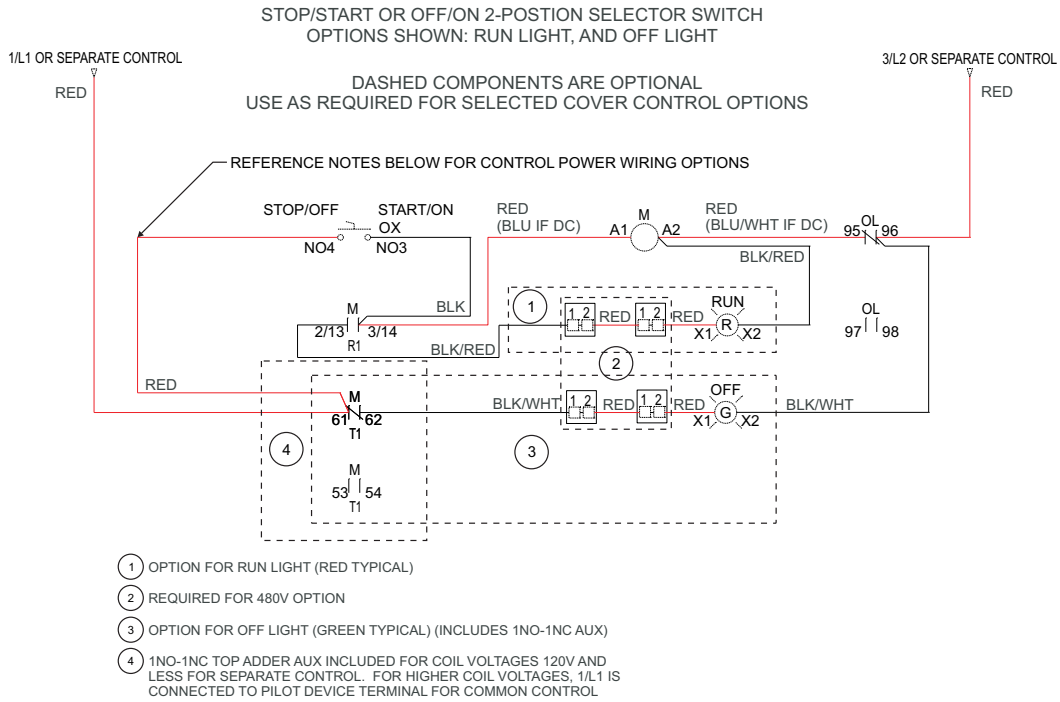 STOP/START OR OFF/ON 2-POSTION SELECTOR SWITCH
OPTIONS SHOWN: RUN LIGHT, AND OFF LIGHT
1/L1 OR SEPARATE CONTROL
3/L2 OR SEPARATE CONTROL
RED
RED
DASHED COMPONENTS ARE OPTIONAL
USE AS REQUIRED FOR SELECTED COVER CONTROL OPTIONS
REFERENCE NOTES BELOW FOR CONTROL POWER WIRING OPTIONS
STOP/OFF
START/ON
OX
NO4
NO3
RED
(BLU IF DC)
M
A1
A2
RED
(BLU/WHT IF DC)
OL
95
96
BLK/RED
M
BLK
2/13
3/14
R1
BLK/RED
1
1 2
RED
1 2
RED
RUN
R
X1
X2
OL
97
98
2
RED
M
61
62
T1
BLK/WHT
1 2
RED
1 2
RED
OFF
G
X1
X2
BLK/WHT
4
3
M
53
54
T1
1 OPTION FOR RUN LIGHT (RED TYPICAL)
2 REQUIRED FOR 480V OPTION
3 OPTION FOR OFF LIGHT (GREEN TYPICAL) (INCLUDES 1NO-1NC AUX)
4 1NO-1NC TOP ADDER AUX INCLUDED FOR COIL VOLTAGES 120V AND
LESS FOR SEPARATE CONTROL. FOR HIGHER COIL VOLTAGES, 1/L1 IS
CONNECTED TO PILOT DEVICE TERMINAL FOR COMMON CONTROL